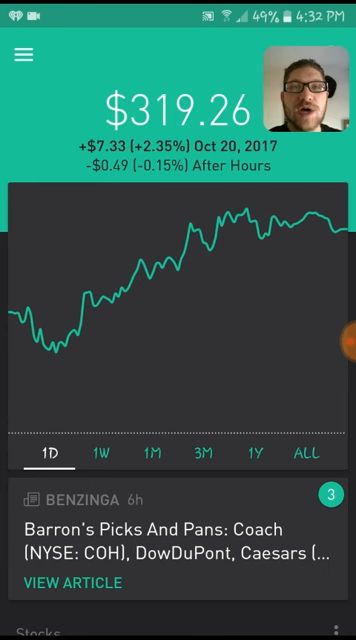 49% 4:32 PM
$319.26
+$7.33 (+2.35%) Oct 20, 2017
-$0.49 (-0.15%) After Hours
1D 1W 1M 3M 1Y ALL
BENZINGA 6h
3
Barron's Picks And Pans: Coach
(NYSE: COH), DowDuPont, Caesars (...
VIEW ARTICLE
Stocks